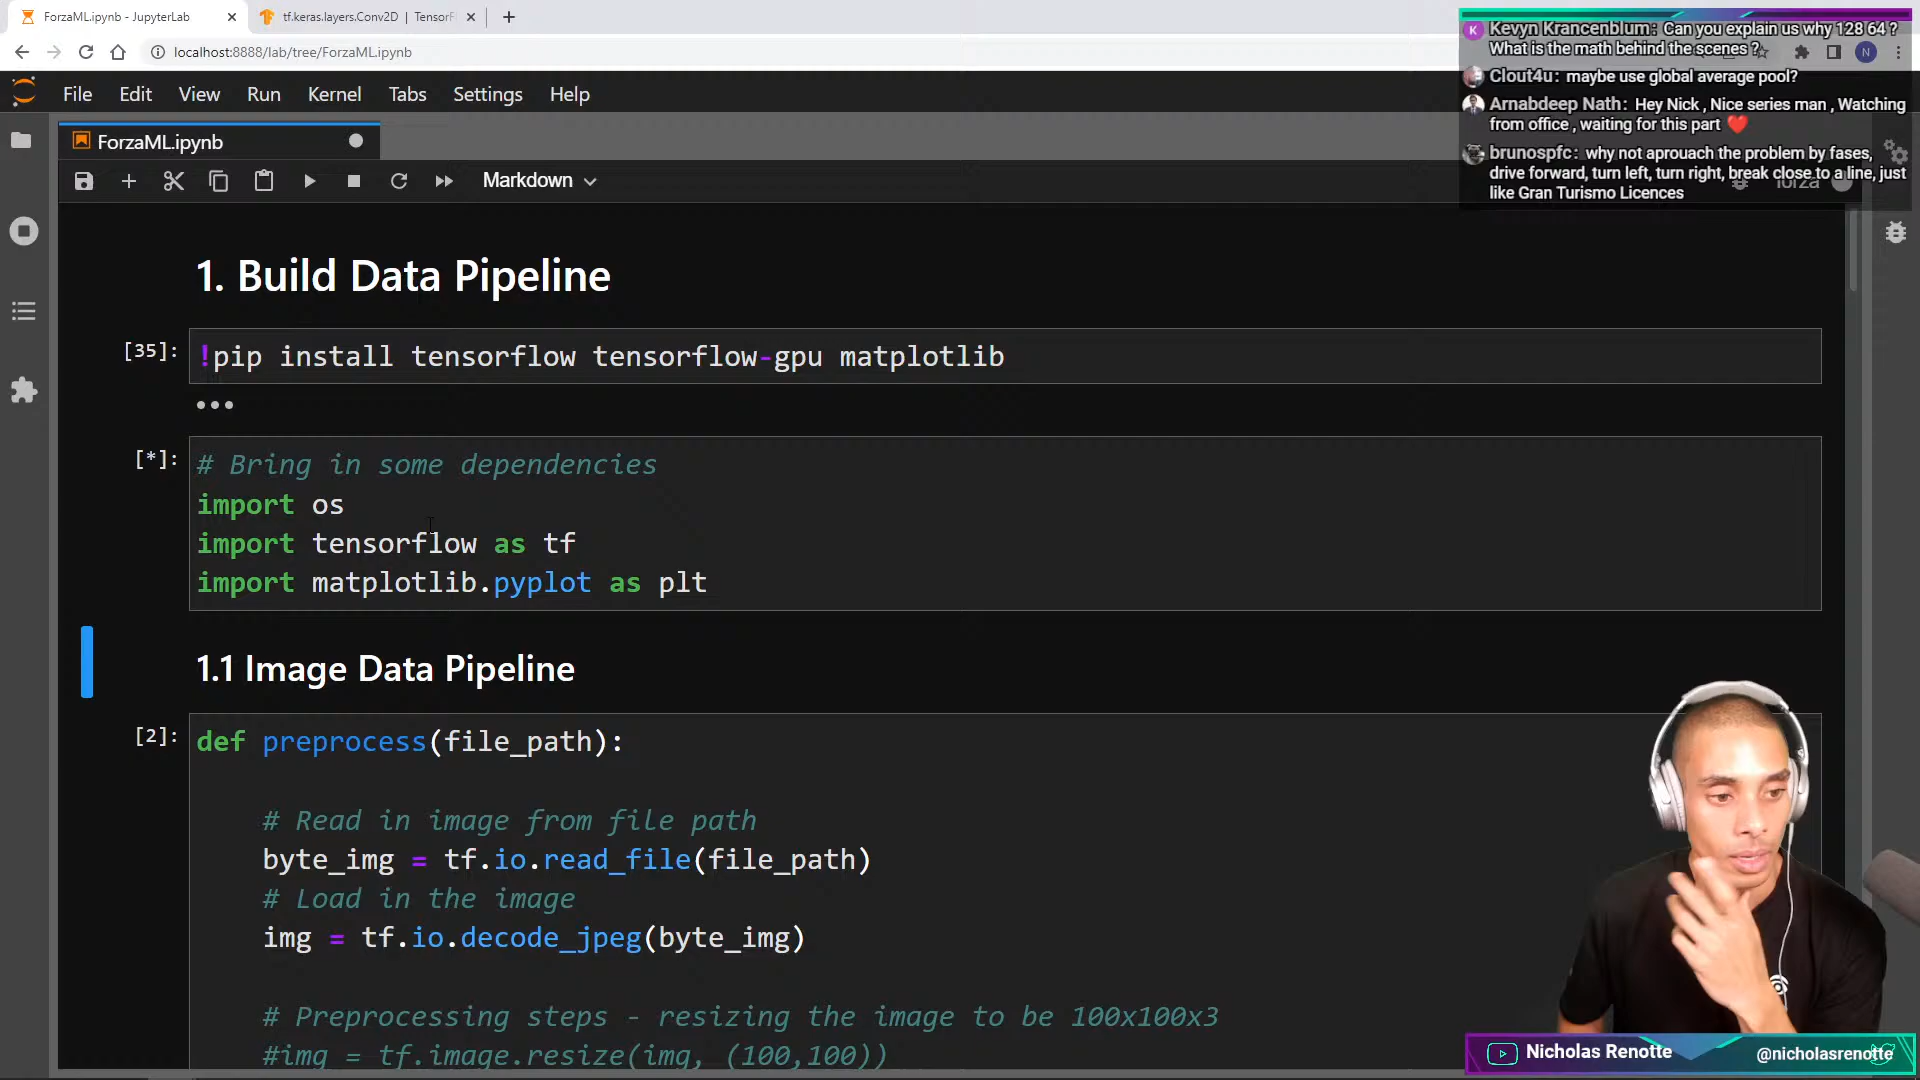 ForzaML.ipynb - JupyterLab
tf.keras.layers.Conv2D | TensorF
localhost:8888/lab/tree/ForzaML.ipynb
Kevyn Krancenblum: Can you explain us why 128 64 ?
What is the math behind the scenes ?
Clout4u: maybe use global average pool?
Arnabdeep Nath: Hey Nick , Nice series man , Watching
from office , waiting for this part ❤️
brunospfc: why not aprouach the problem by fases,
drive forward, turn left, turn right, break close to a line, just
like Gran Turismo Licences
N
File Edit View Run Kernel Tabs Settings Help
ForzaML.ipynb
Markdown
forza
1. Build Data Pipeline
[35]: !pip install tensorflow tensorflow-gpu matplotlib
•••
[*]: # Bring in some dependencies
import os
import tensorflow as tf
import matplotlib.pyplot as plt
1.1 Image Data Pipeline
[2]: def preprocess(file_path):
# Read in image from file path
byte_img = tf.io.read_file(file_path)
# Load in the image
img = tf.io.decode_jpeg(byte_img)
# Preprocessing steps - resizing the image to be 100x100x3
#img = tf.image.resize(img, (100,100))
Nicholas Renotte
@nicholasrenotte